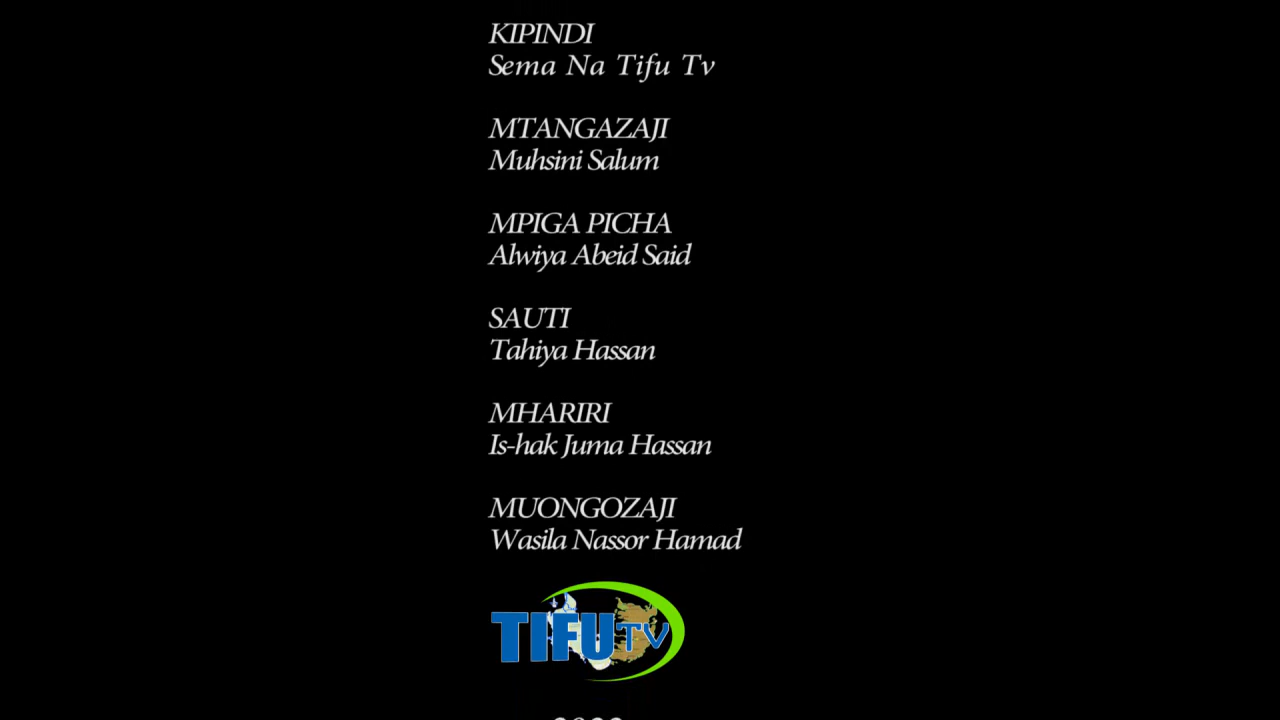 KIPINDI
Sema Na Tifu Tv
MTANGAZAJI
Muhsini Salum
MPIGA PICHA
Alwiya Abeid Said
SAUTI
Tahiya Hassan
MHARIRI
Is-hak Juma Hassan
MUONGOZAJI
Wasila Nassor Hamad
TIFU TV